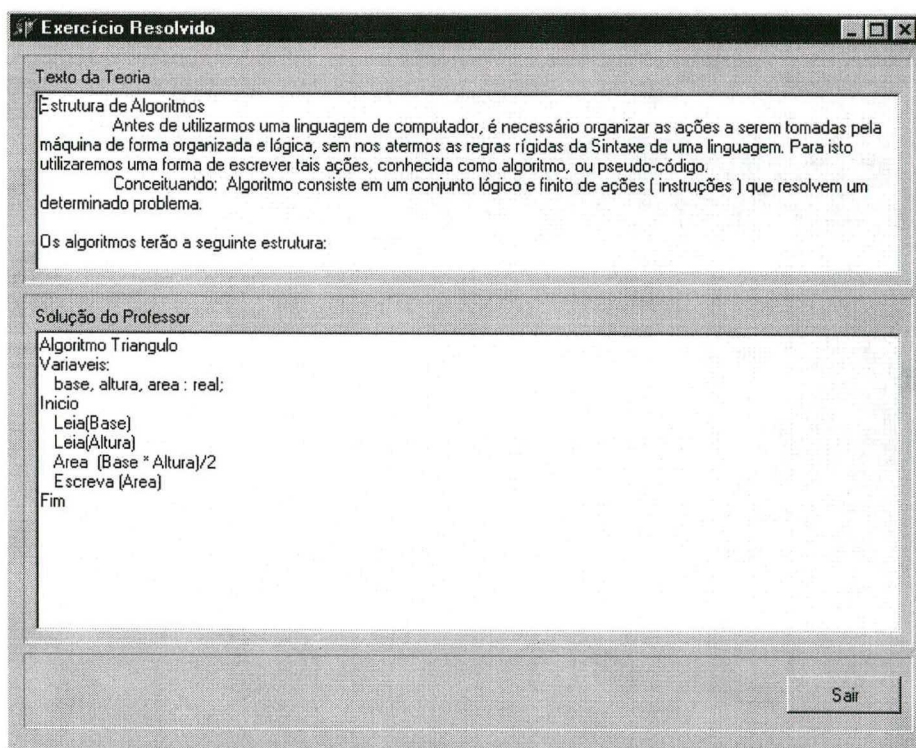 Exercício Resolvido
Texto da Teoria
Estrutura de Algoritmos
Antes de utilizarmos uma linguagem de computador, é necessário organizar as ações a serem tomadas pela
máquina de forma organizada e lógica, sem nos atermos as regras rígidas da Sintaxe de uma linguagem. Para isto
utilizaremos uma forma de escrever tais ações, conhecida como algoritmo, ou pseudo-código.
Conceituando: Algoritmo consiste em um conjunto lógico e finito de ações ( instruções ) que resolvem um
determinado problema.
Os algoritmos terão a seguinte estrutura:
Solução do Professor
Algoritmo Triangulo
Variaveis:
base, altura, area : real;
Inicio
Leia(Base)
Leia(Altura)
Area (Base * Altura)/2
Escreva (Area)
Fim
Sair